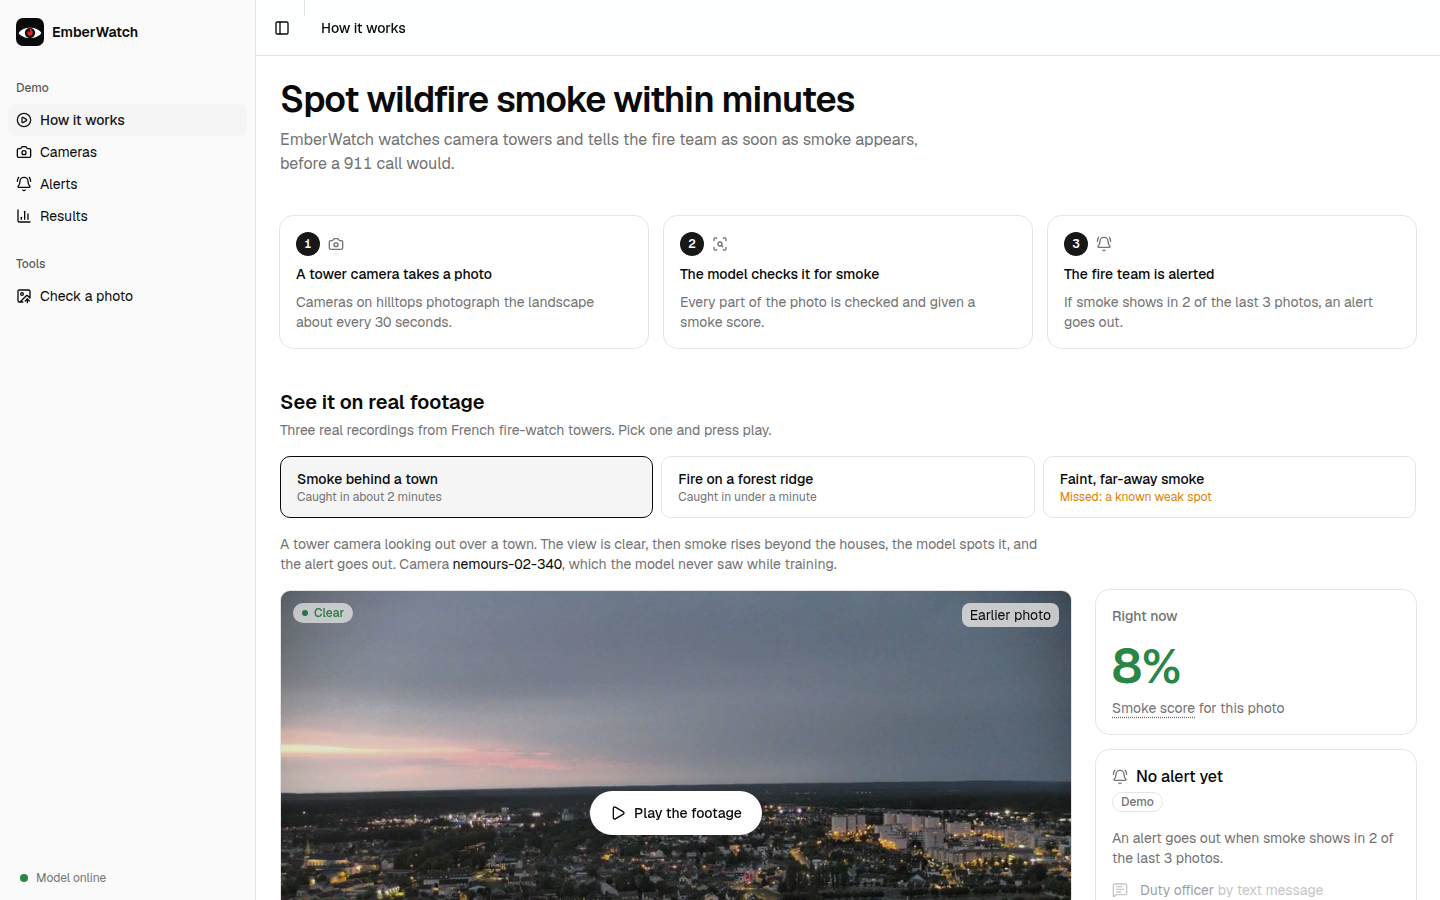 EmberWatch
Demo
How it works
Cameras
Alerts
Results
Tools
Check a photo
Model online
How it works
Spot wildfire smoke within minutes
EmberWatch watches camera towers and tells the fire team as soon as smoke appears,
before a 911 call would.
1
A tower camera takes a photo
Cameras on hilltops photograph the landscape
about every 30 seconds.
2
The model checks it for smoke
Every part of the photo is checked and given a
smoke score.
3
The fire team is alerted
If smoke shows in 2 of the last 3 photos, an alert
goes out.
See it on real footage
Three real recordings from French fire-watch towers. Pick one and press play.
Smoke behind a town
Caught in about 2 minutes
Fire on a forest ridge
Caught in under a minute
Faint, far-away smoke
Missed: a known weak spot
A tower camera looking out over a town. The view is clear, then smoke rises beyond the houses, the model spots it, and
the alert goes out. Camera nemours-02-340, which the model never saw while training.
Clear
Earlier photo
Play the footage
Right now
8%
Smoke score for this photo
No alert yet
Demo
An alert goes out when smoke shows in 2 of
the last 3 photos.
Duty officer by text message